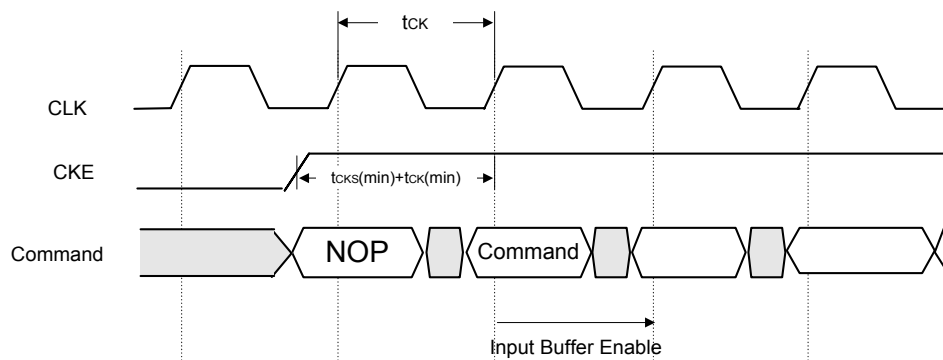 tCK
CLK
CKE
tCKS(min)+tCK(min)
Command
NOP
Command
Input Buffer Enable